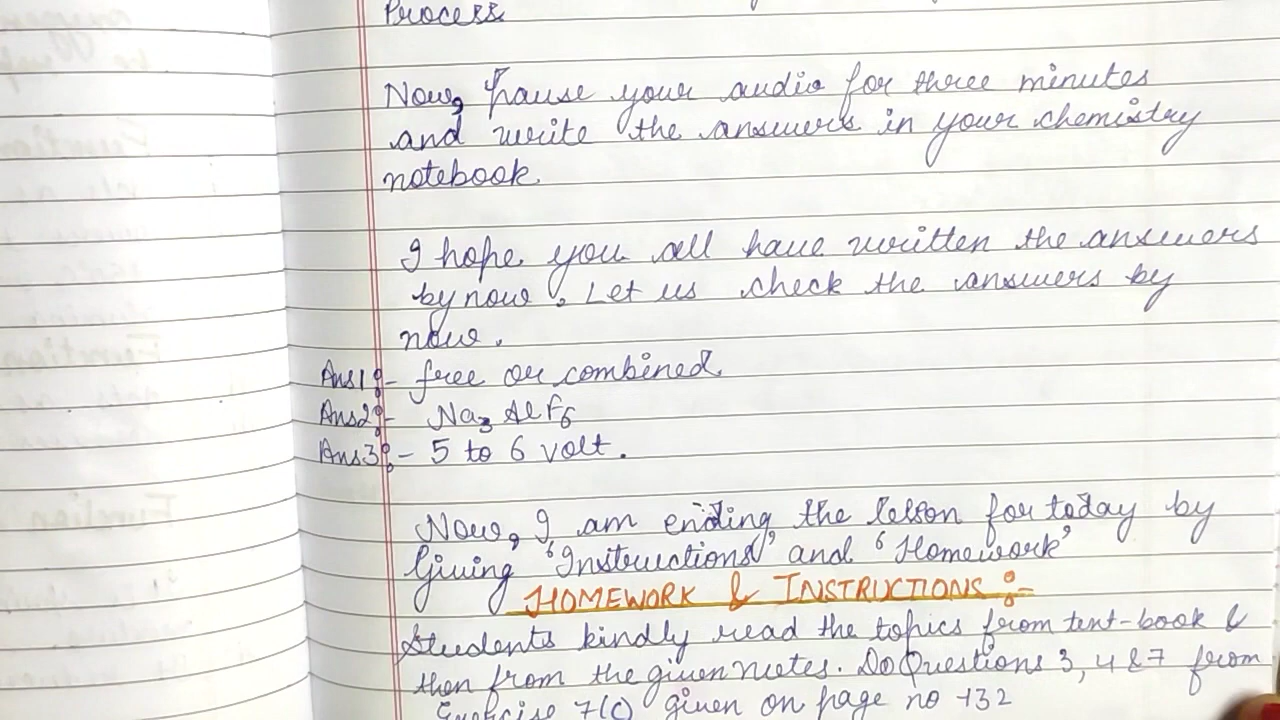 Process
Now, pause your audio for three minutes
and write the answers in your chemistry
notebook.
I hope you all have written the answers
by now. Let us check the answers by
now.
Ans1:- free or combined.
Ans2:- Na₃ AlF₆
Ans3:- 5 to 6 volt.
Now, I am ending the lesson for today by
Giving 'Instructions' and 'Homework'
HOMEWORK & INSTRUCTIONS :-
Students kindly read the topics from text-book &
then from the given notes. Do Questions 3, 4 & 7 from
Exercise 7(C) given on page no 132